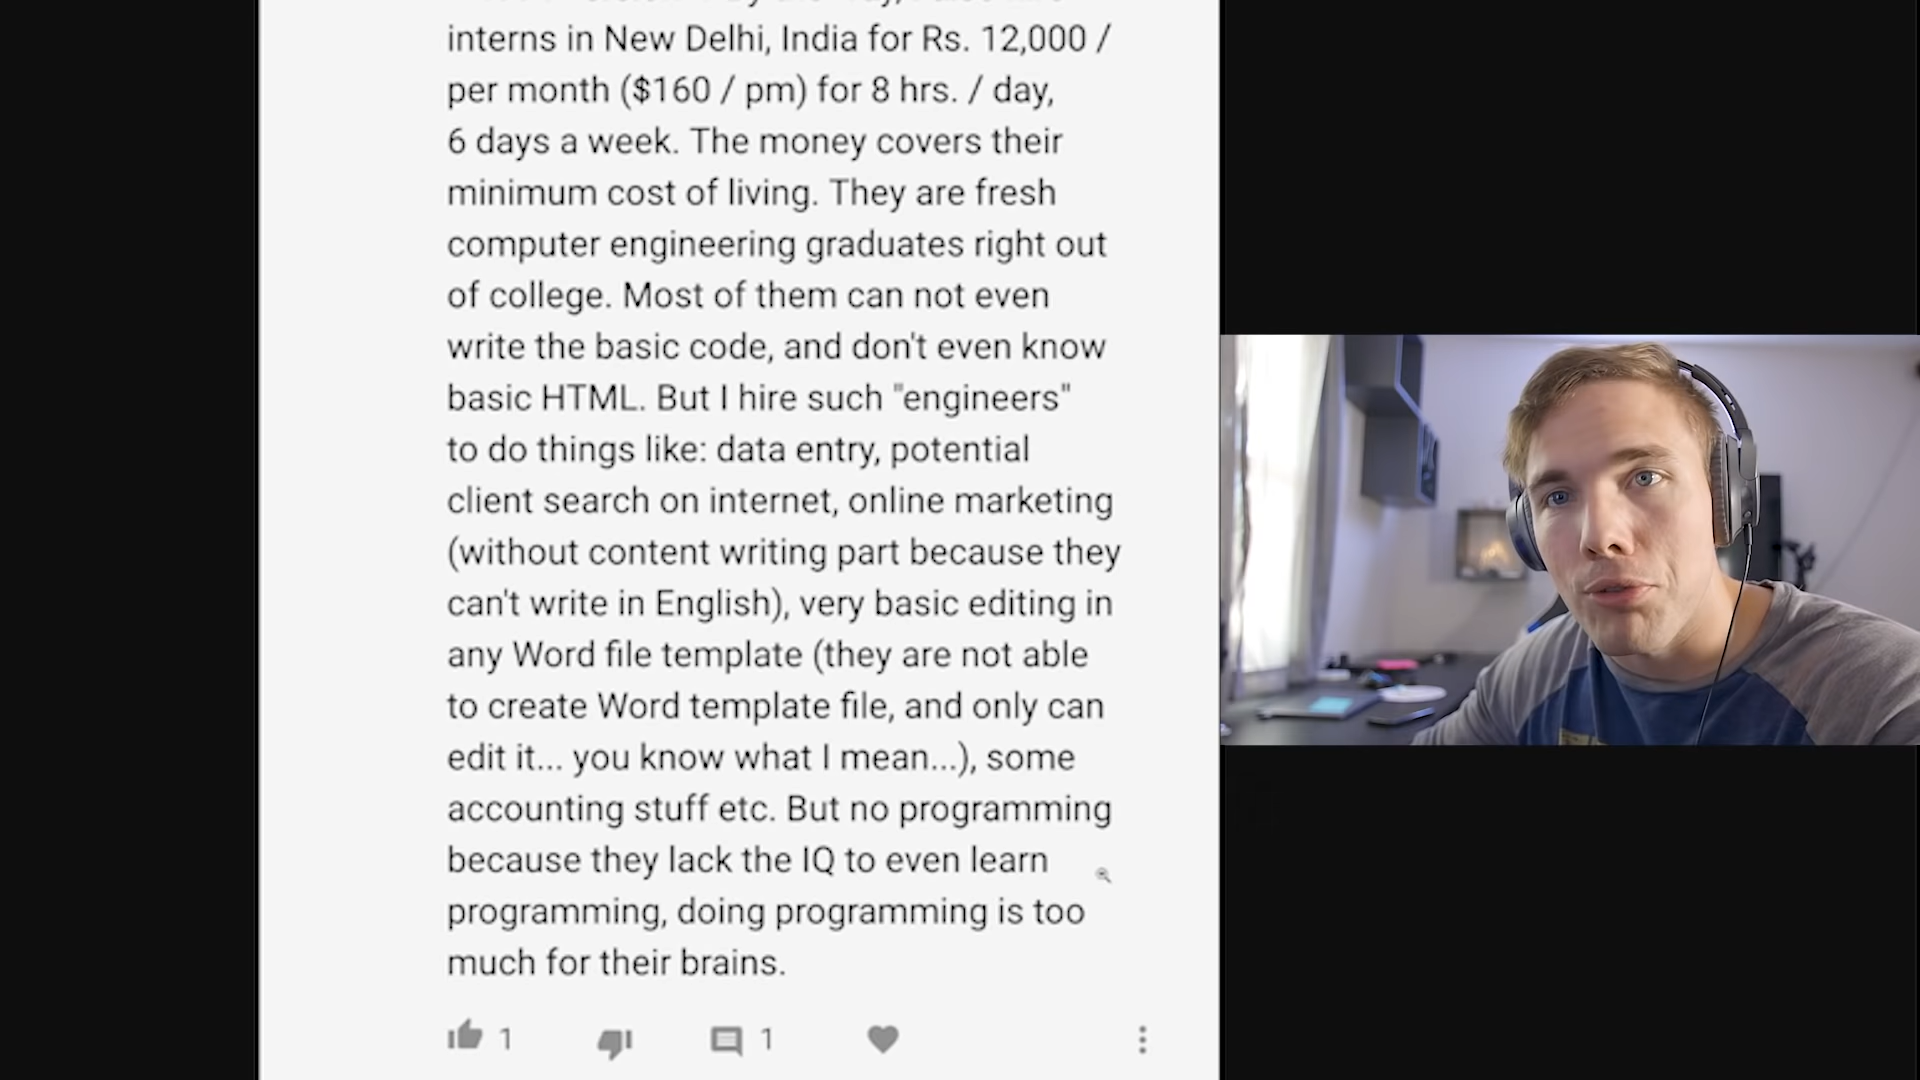 interns in New Delhi, India for Rs. 12,000 /
per month ($160 / pm) for 8 hrs. / day,
6 days a week. The money covers their
minimum cost of living. They are fresh
computer engineering graduates right out
of college. Most of them can not even
write the basic code, and don't even know
basic HTML. But I hire such "engineers"
to do things like: data entry, potential
client search on internet, online marketing
(without content writing part because they
can't write in English), very basic editing in
any Word file template (they are not able
to create Word template file, and only can
edit it... you know what I mean...), some
accounting stuff etc. But no programming
because they lack the IQ to even learn
programming, doing programming is too
much for their brains.
1 1